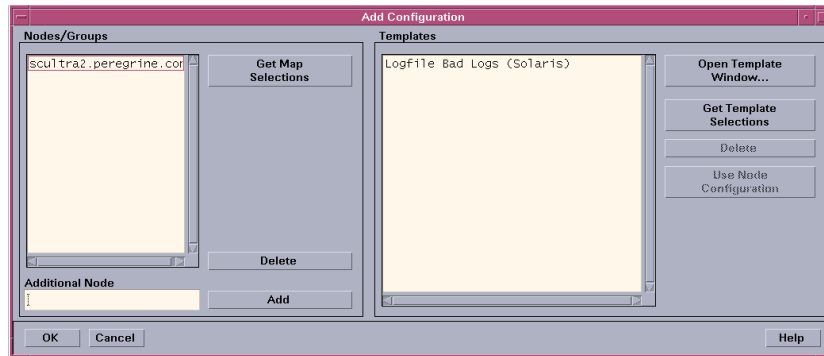 Add Configuration
Nodes/Groups
scultra2.peregrine.com
Get Map
Selections
Delete
Additional Node
Add
Templates
Logfile Bad Logs (Solaris)
Open Template
Window...
Get Template
Selections
Delete
Use Node
Configuration
OK
Cancel
Help